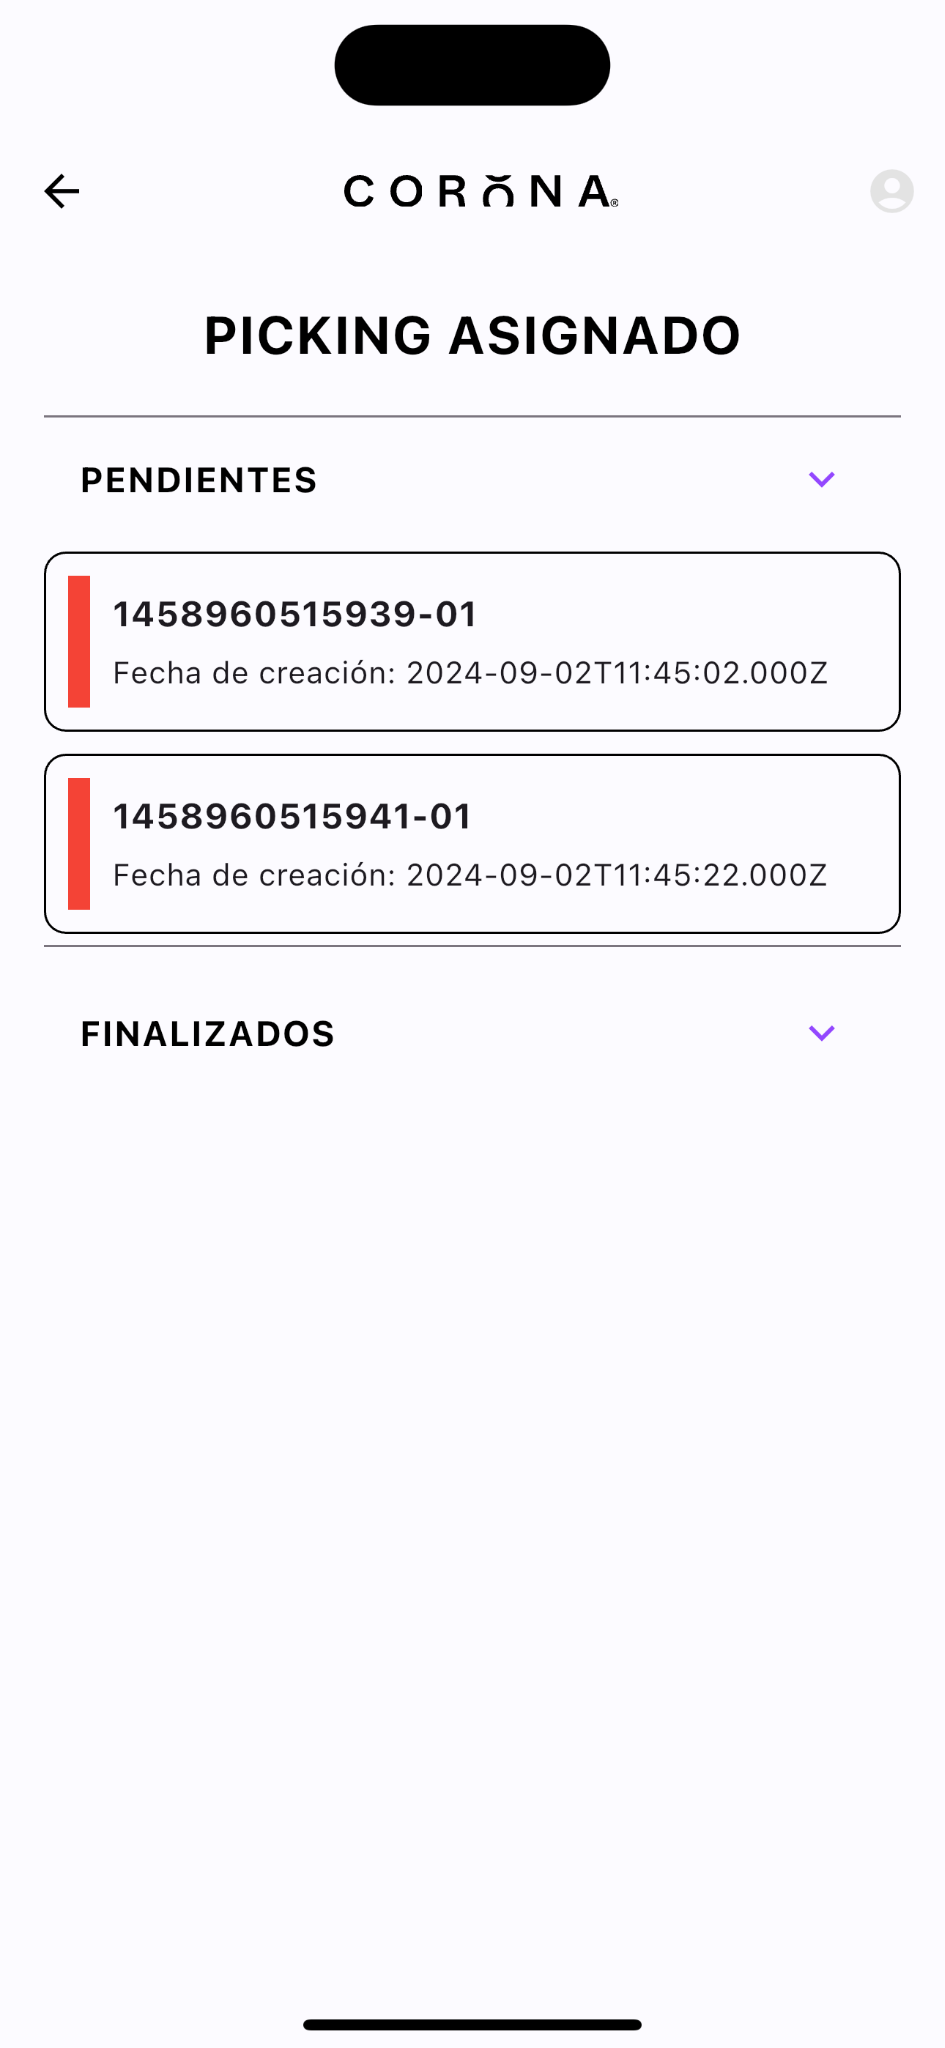 CORONA®
PICKING ASIGNADO
PENDIENTES
1458960515939-01
Fecha de creación: 2024-09-02T11:45:02.000Z
1458960515941-01
Fecha de creación: 2024-09-02T11:45:22.000Z
FINALIZADOS